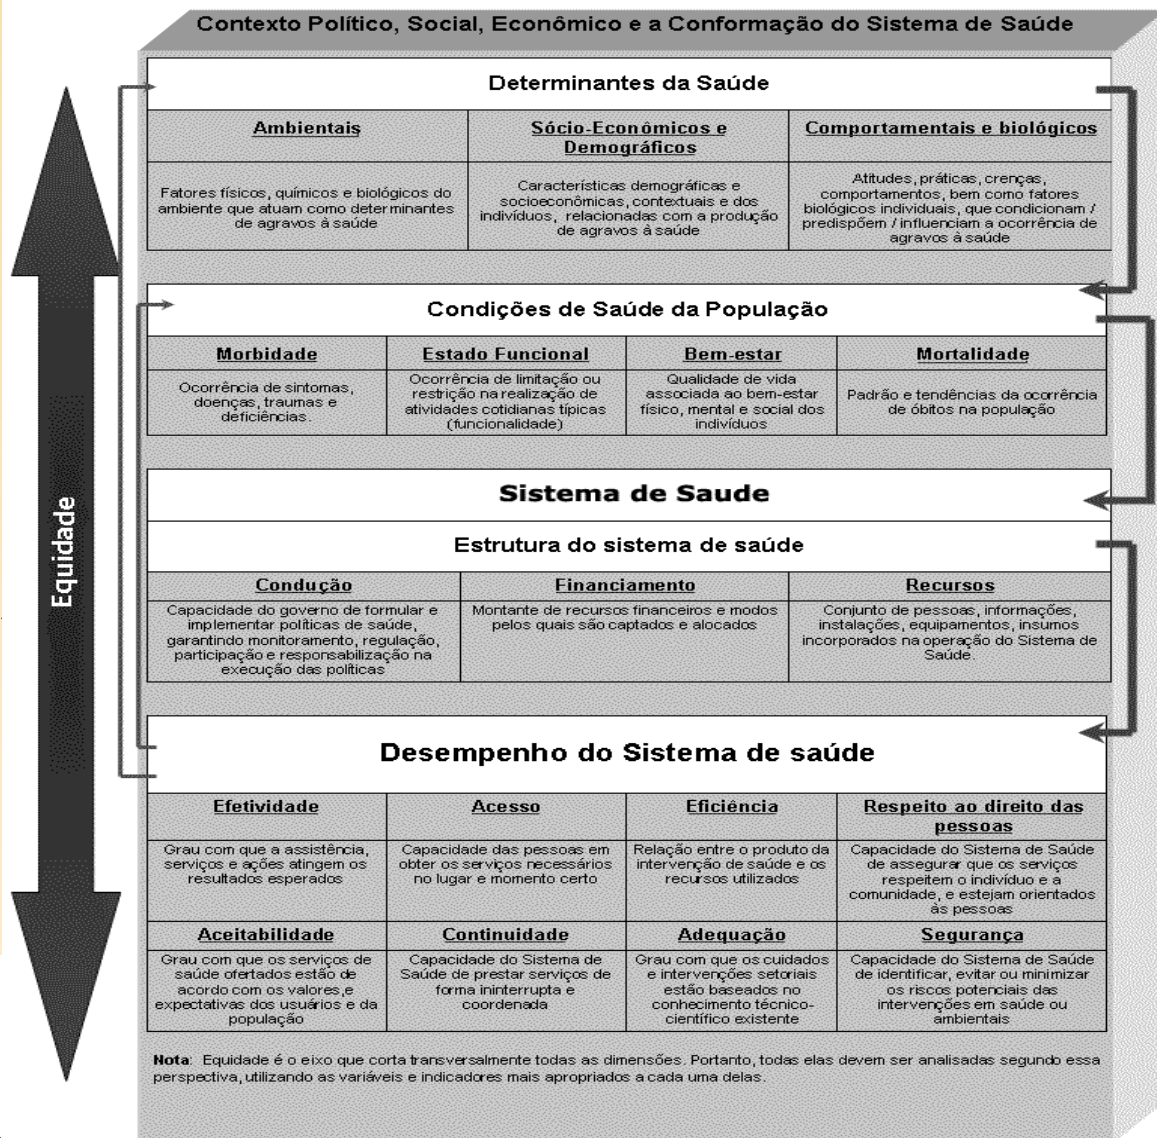 Contexto Político, Social, Econômico e a Conformação do Sistema de Saúde
Equidade
Determinantes da Saúde
Ambientais
Fatores físicos, químicos e biológicos do
ambiente que atuam como determinantes
de agravos à saúde
Sócio-Econômicos e
Demográficos
Características demográficas e
socioeconômicas, contextuais e dos
indivíduos, relacionadas com a produção
de agravos à saúde
Comportamentais e biológicos
Atitudes, práticas, crenças,
comportamentos, bem como fatores
biológicos individuais, que condicionam /
predispõem / influenciam a ocorrência de
agravos à saúde
Condições de Saúde da População
Morbidade
Ocorrência de sintomas,
doenças, traumas e
deficiências.
Estado Funcional
Ocorrência de limitação ou
restrição na realização de
atividades cotidianas típicas
(funcionalidade)
Bem-estar
Qualidade de vida
associada ao bem-estar
físico, mental e social dos
indivíduos
Mortalidade
Padrão e tendências da ocorrência
de óbitos na população
Sistema de Saude
Estrutura do sistema de saúde
Condução
Capacidade do governo de formular e
implementar políticas de saúde,
garantindo monitoramento, regulação,
participação e responsabilização na
execução das políticas
Financiamento
Montante de recursos financeiros e modos
pelos quais são captados e alocados
Recursos
Conjunto de pessoas, informações,
instalações, equipamentos, insumos
incorporados na operação do Sistema de
Saúde.
Desempenho do Sistema de saúde
Efetividade
Grau com que a assistência,
serviços e ações atingem os
resultados esperados
Acesso
Capacidade das pessoas em
obter os serviços necessários
no lugar e momento certo
Eficiência
Relação entre o produto da
intervenção de saúde e os
recursos utilizados
Respeito ao direito das
pessoas
Capacidade do Sistema de Saúde
de assegurar que os serviços
respeitem o indivíduo e a
comunidade, e estejam orientados
às pessoas
Aceitabilidade
Grau com que os serviços de
saúde ofertados estão de
acordo com os valores,e
expectativas dos usuários e da
população
Continuidade
Capacidade do Sistema de
Saúde de prestar serviços de
forma ininterrupta e
coordenada
Adequação
Grau com que os cuidados
e intervenções setoriais
estão baseados no
conhecimento técnico-
científico existente
Segurança
Capacidade do Sistema de Saúde
de identificar, evitar ou minimizar
os riscos potenciais das
intervenções em saúde ou
ambientais
Nota: Equidade é o eixo que corta transversalmente todas as dimensões. Portanto, todas elas devem ser analisadas segundo essa
perspectiva, utilizando as variáveis e indicadores mais apropriados a cada uma delas.